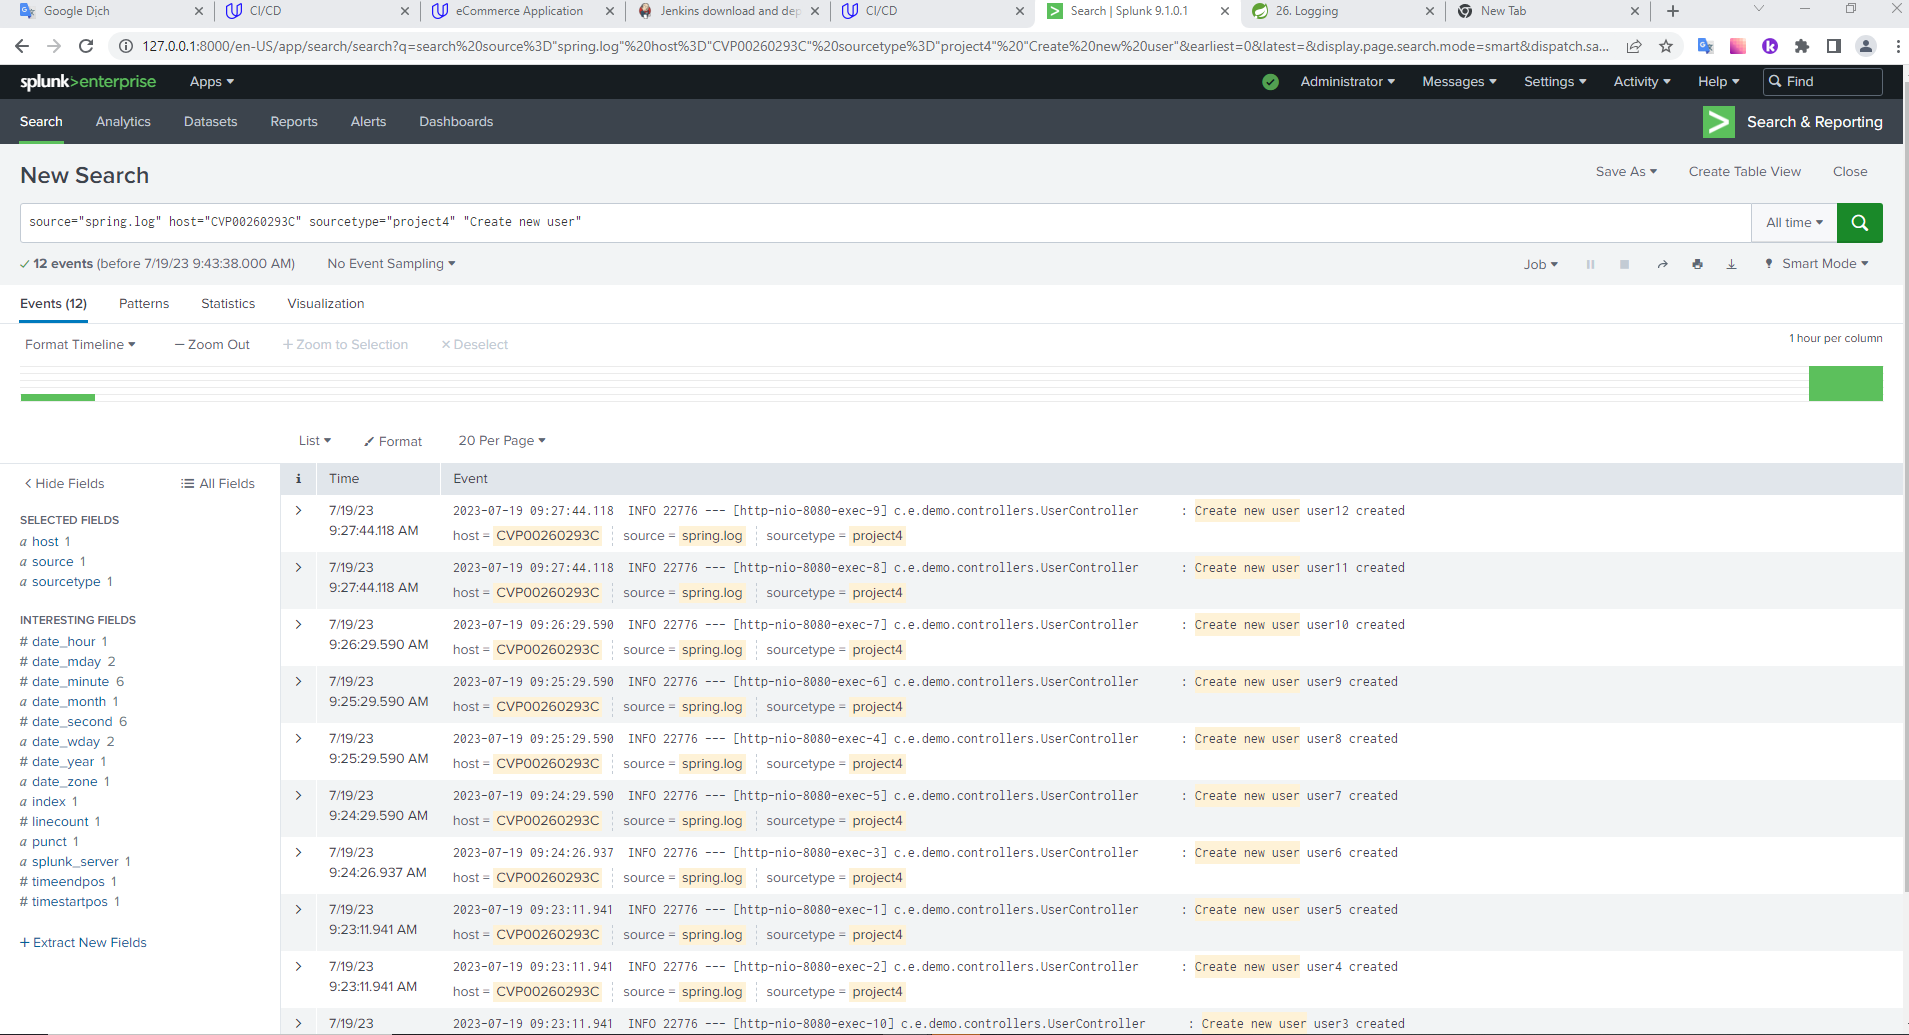 Google Dịch
CI/CD
eCommerce Application
Jenkins download and dep
CI/CD
Search | Splunk 9.1.0.1
26. Logging
New Tab
127.0.0.1:8000/en-US/app/search/search?q=search%20source%3D"spring.log"%20host%3D"CVP00260293C"%20sourcetype%3D"project4"%20"Create%20new%20user"&earliest=0&latest=&display.page.search.mode=smart&dispatch.sa...
splunk>enterprise Apps Administrator Messages Settings Activity Help Find
Search Analytics Datasets Reports Alerts Dashboards Search & Reporting
New Search Save As Create Table View Close
source="spring.log" host="CVP00260293C" sourcetype="project4" "Create new user" All time
12 events (before 7/19/23 9:43:38.000 AM) No Event Sampling Job Smart Mode
Events (12) Patterns Statistics Visualization
Format Timeline — Zoom Out + Zoom to Selection × Deselect 1 hour per column
List Format 20 Per Page
< Hide Fields All Fields
SELECTED FIELDS
a host 1
a source 1
a sourcetype 1
INTERESTING FIELDS
# date_hour 1
# date_mday 2
# date_minute 6
a date_month 1
# date_second 6
a date_wday 2
# date_year 1
a date_zone 1
a index 1
# linecount 1
a punct 1
a splunk_server 1
# timeendpos 1
# timestartpos 1
+ Extract New Fields
i Time Event
7/19/23 2023-07-19 09:27:44.118 INFO 22776 --- [http-nio-8080-exec-9] c.e.demo.controllers.UserController : Create new user user12 created
9:27:44.118 AM host = CVP00260293C source = spring.log sourcetype = project4
7/19/23 2023-07-19 09:27:44.118 INFO 22776 --- [http-nio-8080-exec-8] c.e.demo.controllers.UserController : Create new user user11 created
9:27:44.118 AM host = CVP00260293C source = spring.log sourcetype = project4
7/19/23 2023-07-19 09:26:29.590 INFO 22776 --- [http-nio-8080-exec-7] c.e.demo.controllers.UserController : Create new user user10 created
9:26:29.590 AM host = CVP00260293C source = spring.log sourcetype = project4
7/19/23 2023-07-19 09:25:29.590 INFO 22776 --- [http-nio-8080-exec-6] c.e.demo.controllers.UserController : Create new user user9 created
9:25:29.590 AM host = CVP00260293C source = spring.log sourcetype = project4
7/19/23 2023-07-19 09:25:29.590 INFO 22776 --- [http-nio-8080-exec-4] c.e.demo.controllers.UserController : Create new user user8 created
9:25:29.590 AM host = CVP00260293C source = spring.log sourcetype = project4
7/19/23 2023-07-19 09:24:29.590 INFO 22776 --- [http-nio-8080-exec-5] c.e.demo.controllers.UserController : Create new user user7 created
9:24:29.590 AM host = CVP00260293C source = spring.log sourcetype = project4
7/19/23 2023-07-19 09:24:26.937 INFO 22776 --- [http-nio-8080-exec-3] c.e.demo.controllers.UserController : Create new user user6 created
9:24:26.937 AM host = CVP00260293C source = spring.log sourcetype = project4
7/19/23 2023-07-19 09:23:11.941 INFO 22776 --- [http-nio-8080-exec-1] c.e.demo.controllers.UserController : Create new user user5 created
9:23:11.941 AM host = CVP00260293C source = spring.log sourcetype = project4
7/19/23 2023-07-19 09:23:11.941 INFO 22776 --- [http-nio-8080-exec-2] c.e.demo.controllers.UserController : Create new user user4 created
9:23:11.941 AM host = CVP00260293C source = spring.log sourcetype = project4
7/19/23 2023-07-19 09:23:11.941 INFO 22776 --- [http-nio-8080-exec-10] c.e.demo.controllers.UserController : Create new user user3 created